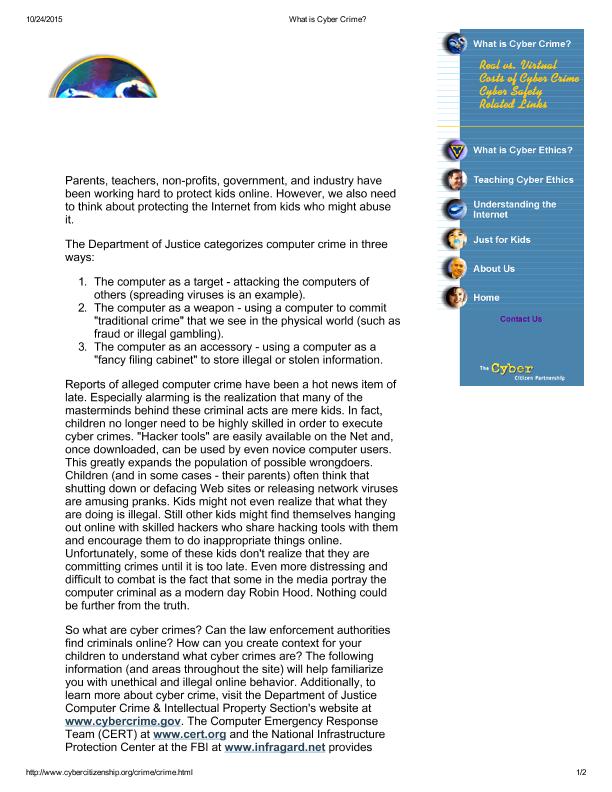 10/24/2015
What is Cyber Crime?
What is Cyber Crime?
Real vs. Virtual
Costs of Cyber Crime
Cyber Safety
Related Links
What is Cyber Ethics?
Teaching Cyber Ethics
Understanding the
Internet
Just for Kids
About Us
Home
Contact Us
The Cyber
Citizen Partnership
Parents, teachers, non-profits, government, and industry have
been working hard to protect kids online. However, we also need
to think about protecting the Internet from kids who might abuse
it.
The Department of Justice categorizes computer crime in three
ways:
1. The computer as a target - attacking the computers of
others (spreading viruses is an example).
2. The computer as a weapon - using a computer to commit
"traditional crime" that we see in the physical world (such as
fraud or illegal gambling).
3. The computer as an accessory - using a computer as a
"fancy filing cabinet" to store illegal or stolen information.
Reports of alleged computer crime have been a hot news item of
late. Especially alarming is the realization that many of the
masterminds behind these criminal acts are mere kids. In fact,
children no longer need to be highly skilled in order to execute
cyber crimes. "Hacker tools" are easily available on the Net and,
once downloaded, can be used by even novice computer users.
This greatly expands the population of possible wrongdoers.
Children (and in some cases - their parents) often think that
shutting down or defacing Web sites or releasing network viruses
are amusing pranks. Kids might not even realize that what they
are doing is illegal. Still other kids might find themselves hanging
out online with skilled hackers who share hacking tools with them
and encourage them to do inappropriate things online.
Unfortunately, some of these kids don't realize that they are
committing crimes until it is too late. Even more distressing and
difficult to combat is the fact that some in the media portray the
computer criminal as a modern day Robin Hood. Nothing could
be further from the truth.
So what are cyber crimes? Can the law enforcement authorities
find criminals online? How can you create context for your
children to understand what cyber crimes are? The following
information (and areas throughout the site) will help familiarize
you with unethical and illegal online behavior. Additionally, to
learn more about cyber crime, visit the Department of Justice
Computer Crime & Intellectual Property Section's website at
www.cybercrime.gov. The Computer Emergency Response
Team (CERT) at www.cert.org and the National Infrastructure
Protection Center at the FBI at www.infragard.net provides
http://www.cybercitizenship.org/crime/crime.html
1/2